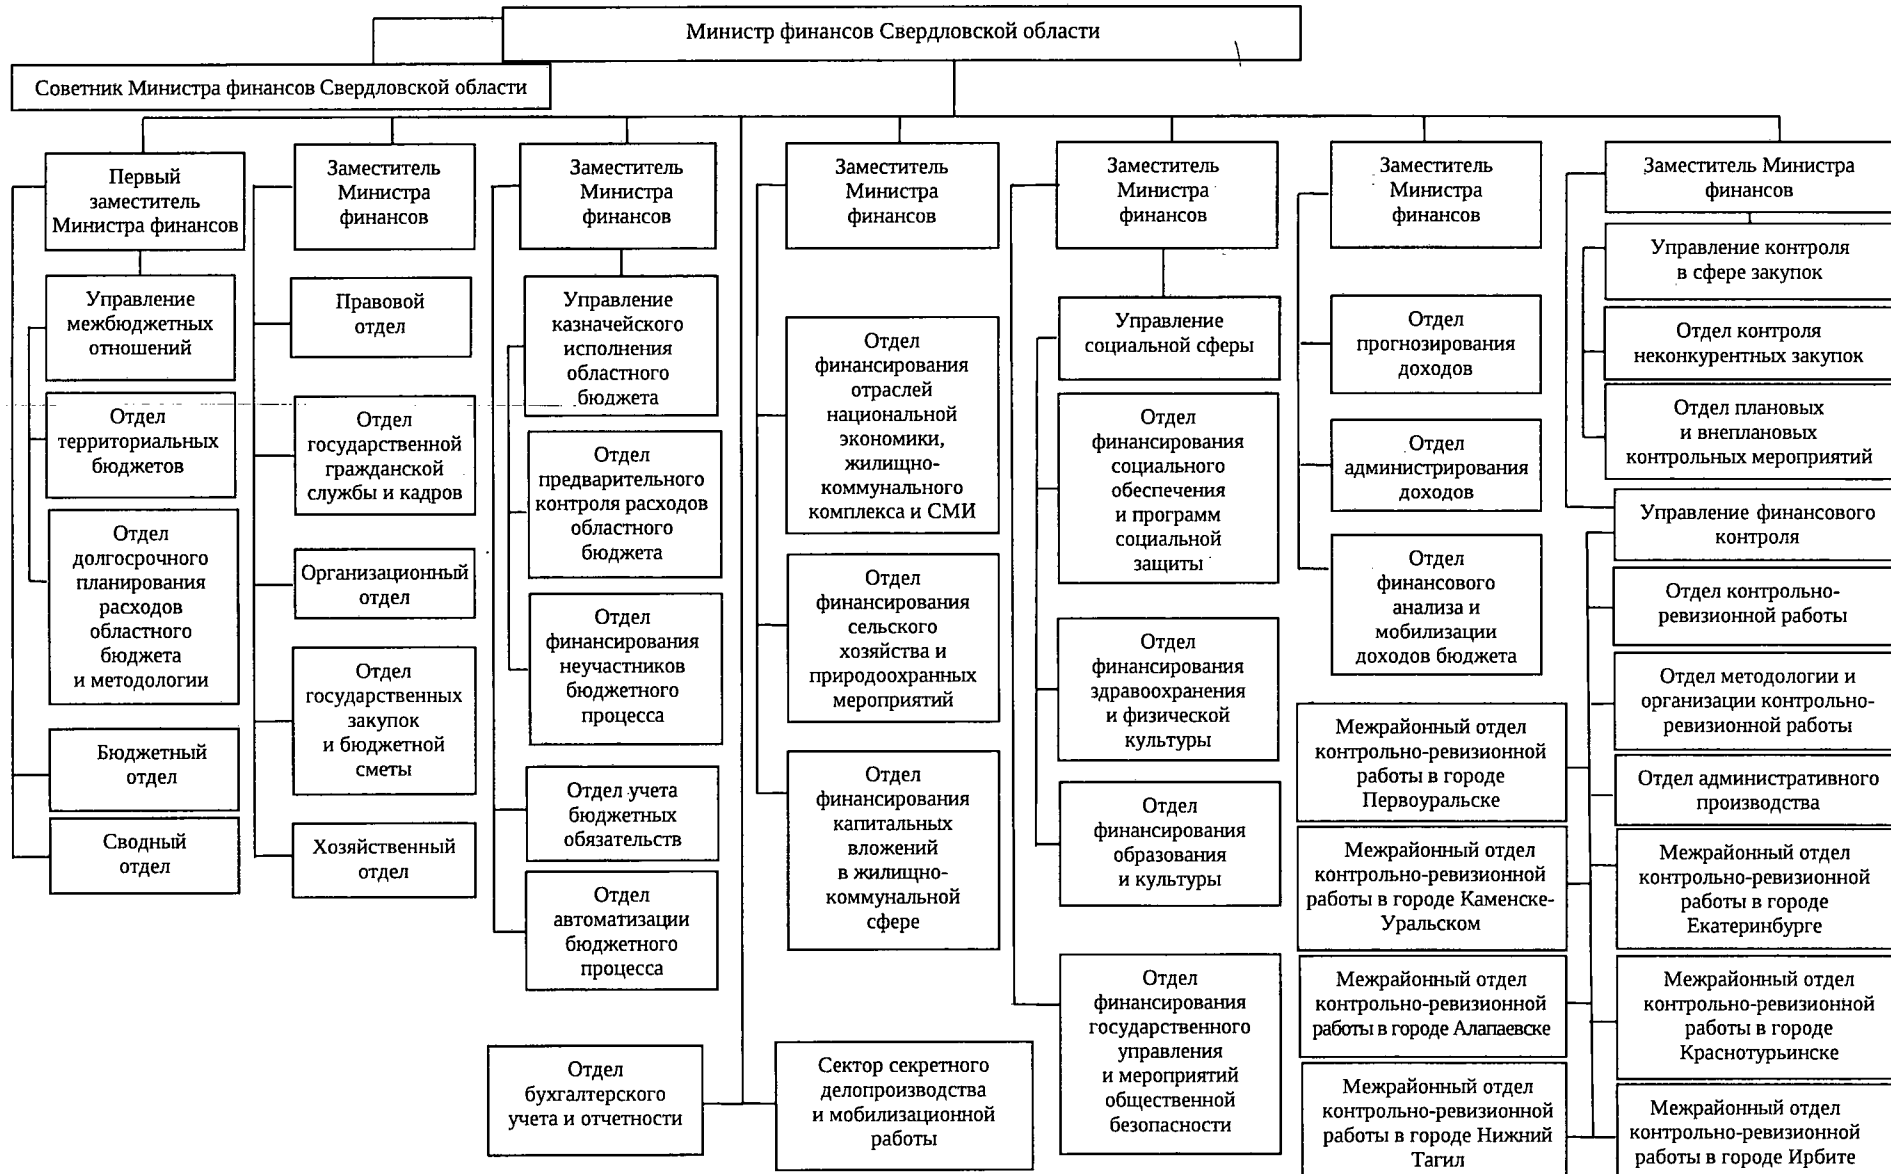 Министр финансов Свердловской области
Советник Министра финансов Свердловской области
Первый
заместитель
Министра финансов
Управление
межбюджетных
отношений
Отдел
территориальных
бюджетов
Отдел
долгосрочного
планирования
расходов
областного
бюджета
и методологии
Бюджетный
отдел
Сводный
отдел
Заместитель
Министра
финансов
Правовой
отдел
Отдел
государственной
гражданской
службы и кадров
Организационный
отдел
Отдел
государственных
закупок
и бюджетной
сметы
Хозяйственный
отдел
Заместитель
Министра
финансов
Управление
казначейского
исполнения
областного
бюджета
Отдел
предварительного
контроля расходов
областного
бюджета
Отдел
финансирования
неучастников
бюджетного
процесса
Отдел учета
бюджетных
обязательств
Отдел
автоматизации
бюджетного
процесса
Отдел
бухгалтерского
учета и отчетности
Заместитель
Министра
финансов
Отдел
финансирования
отраслей
национальной
экономики,
жилищно-
коммунального
комплекса и СМИ
Отдел
финансирования
сельского
хозяйства и
природоохранных
мероприятий
Отдел
финансирования
капитальных
вложений
в жилищно-
коммунальной
сфере
Сектор секретного
делопроизводства
и мобилизационной
работы
Заместитель
Министра
финансов
Управление
социальной сферы
Отдел
финансирования
социального
обеспечения
и программ
социальной
защиты
Отдел
финансирования
здравоохранения
и физической
культуры
Отдел
финансирования
образования
и культуры
Отдел
финансирования
государственного
управления
и мероприятий
общественной
безопасности
Заместитель
Министра
финансов
Отдел
прогнозирования
доходов
Отдел
администрирования
доходов
Отдел
финансового
анализа и
мобилизации
доходов бюджета
Межрайонный отдел
контрольно-ревизионной
работы в городе
Первоуральске
Межрайонный отдел
контрольно-ревизионной
работы в городе Каменске-
Уральском
Межрайонный отдел
контрольно-ревизионной
работы в городе Алапаевске
Межрайонный отдел
контрольно-ревизионной
работы в городе Нижний
Тагил
Заместитель Министра
финансов
Управление контроля
в сфере закупок
Отдел контроля
неконкурентных закупок
Отдел плановых
и внеплановых
контрольных мероприятий
Управление финансового
контроля
Отдел контрольно-
ревизионной работы
Отдел методологии и
организации контрольно-
ревизионной работы
Отдел административного
производства
Межрайонный отдел
контрольно-ревизионной
работы в городе
Екатеринбурге
Межрайонный отдел
контрольно-ревизионной
работы в городе
Краснотурьинске
Межрайонный отдел
контрольно-ревизионной
работы в городе Ирбите